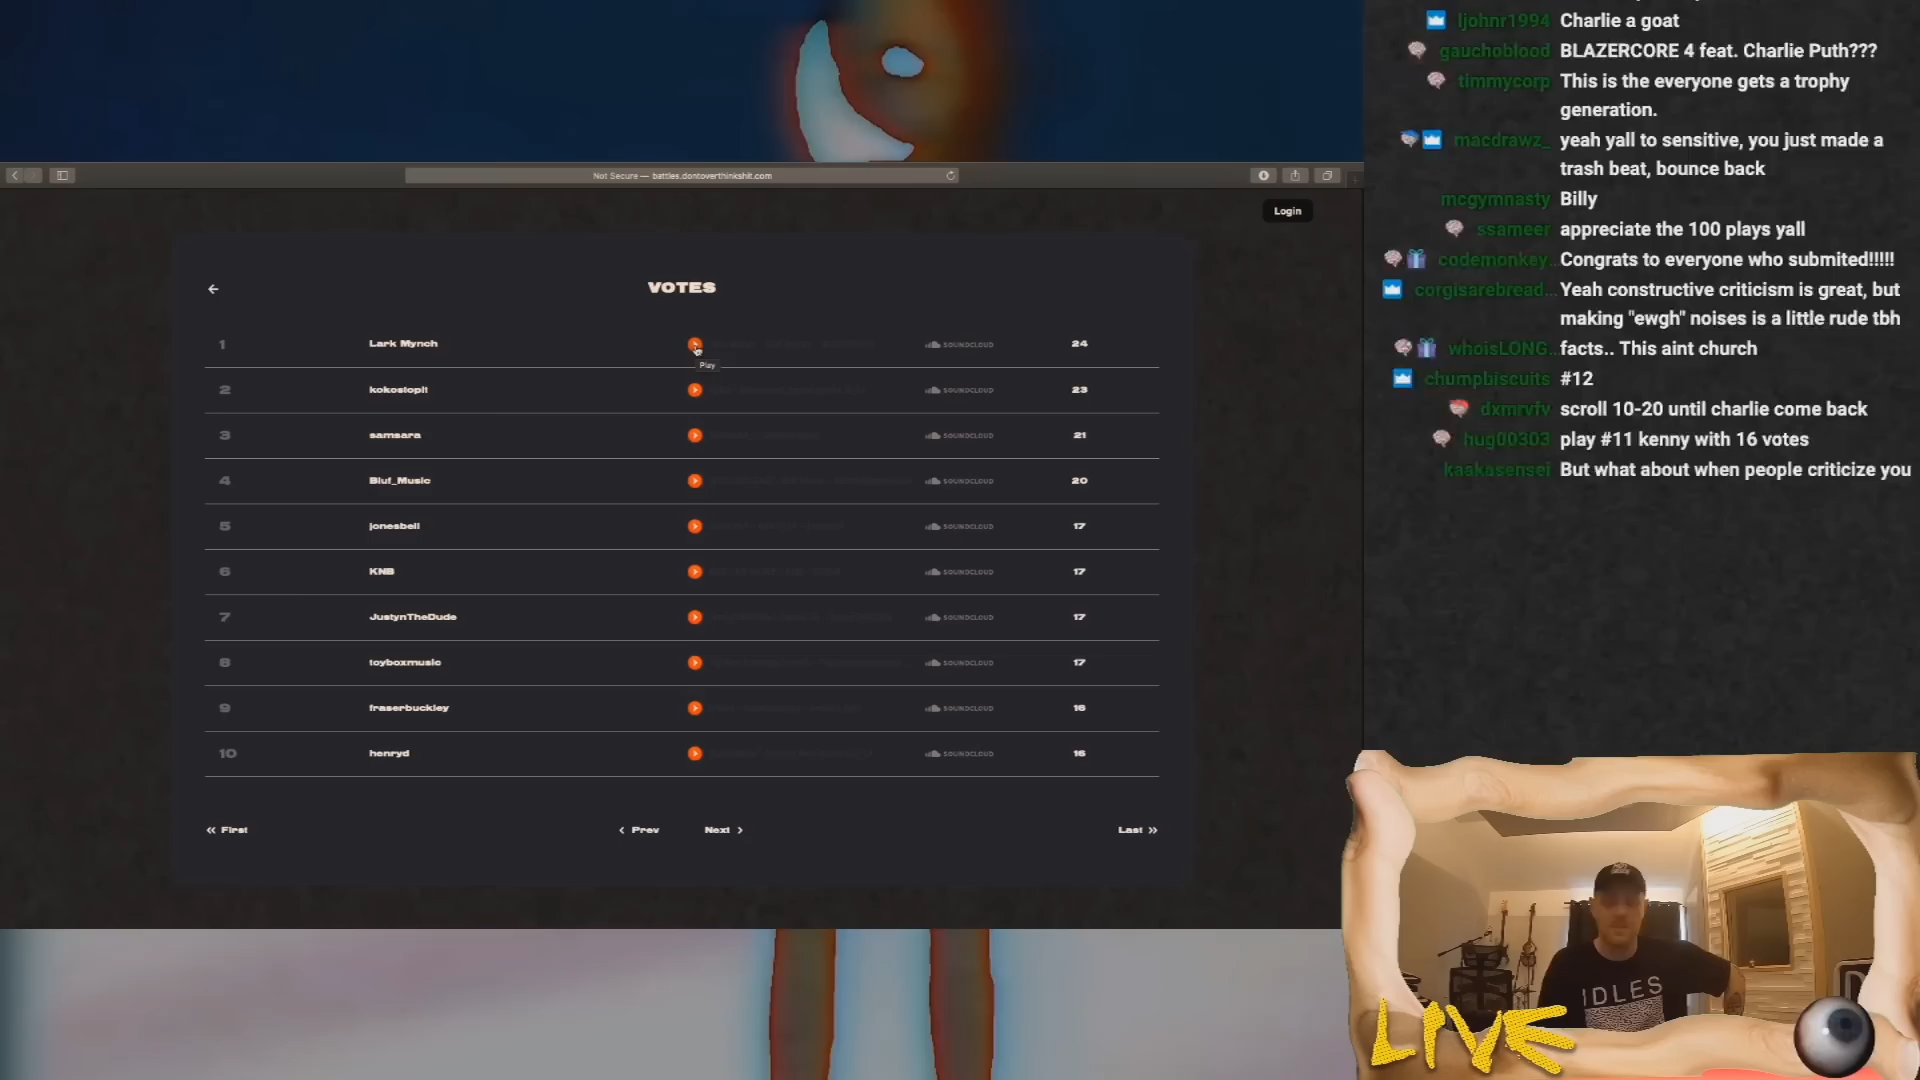 Not Secure — battles.dontoverthinkshit.com
Login
VOTES
1 Lark Mynch SOUNDCLOUD 24
Play
2 kokostopit SOUNDCLOUD 23
3 samsara SOUNDCLOUD 21
4 Bluf_Music SOUNDCLOUD 20
5 jonesbell SOUNDCLOUD 17
6 KNB SOUNDCLOUD 17
7 JustynTheDude SOUNDCLOUD 17
8 toyboxmusic SOUNDCLOUD 17
9 fraserbuckley SOUNDCLOUD 16
10 henryd SOUNDCLOUD 16
« First
‹ Prev
Next ›
Last »
ljohnr1994 Charlie a goat
gauchoblood BLAZERCORE 4 feat. Charlie Puth???
timmycorp This is the everyone gets a trophy
generation.
macdrawz_ yeah yall to sensitive, you just made a
trash beat, bounce back
mcgymnasty Billy
ssameer appreciate the 100 plays yall
codemonkey... Congrats to everyone who submited!!!!!
corgisarebread... Yeah constructive criticism is great, but
making "ewgh" noises is a little rude tbh
whoisLONG... facts.. This aint church
chumpbiscuits #12
dxmrvfv scroll 10-20 until charlie come back
hug00303 play #11 kenny with 16 votes
kaakasensei But what about when people criticize you
IDLES
LIVE